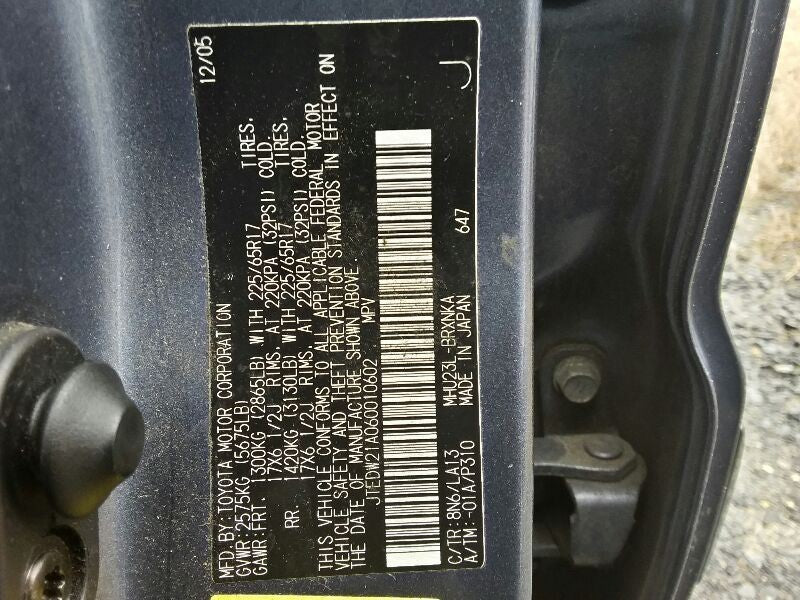 MFD.BY:TOYOTA MOTOR CORPORATION 12/05
GVWR:2575KG (5675LB)
GAWR:FRT. 1300KG (2865LB) WITH 225/65R17 TIRES,
17X6 1/2J RIMS, AT 220KPA (32PSI) COLD.
RR. 1420KG (3130LB) WITH 225/65R17 TIRES,
17X6 1/2J RIMS, AT 220KPA (32PSI) COLD.
THIS VEHICLE CONFORMS TO ALL APPLICABLE FEDERAL MOTOR
VEHICLE SAFETY AND THEFT PREVENTION STANDARDS IN EFFECT ON
THE DATE OF MANUFACTURE SHOWN ABOVE.
JTEDW21A060010602 MPV
J
C/TR:8N6/LA13 MHU23L-BRXNKA 647
A/TM:-01A/P310 MADE IN JAPAN